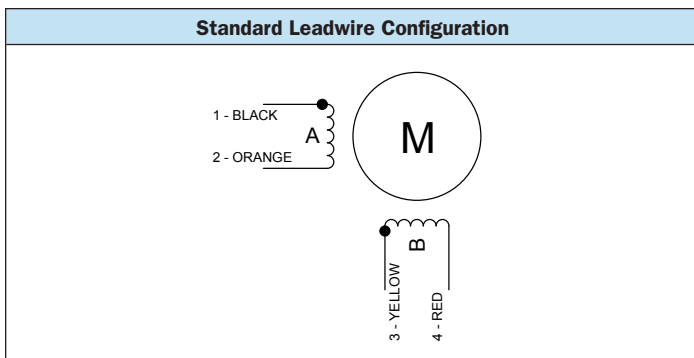 Standard Leadwire Configuration
1 - BLACK
A
2 - ORANGE
M
B
3 - YELLOW
4 - RED